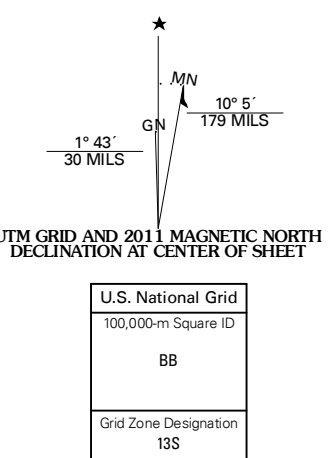 ★
MN
GN
10° 5´
179 MILS
1° 43´
30 MILS
UTM GRID AND 2011 MAGNETIC NORTH
DECLINATION AT CENTER OF SHEET
U.S. National Grid
100,000-m Square ID
BB
Grid Zone Designation
13S